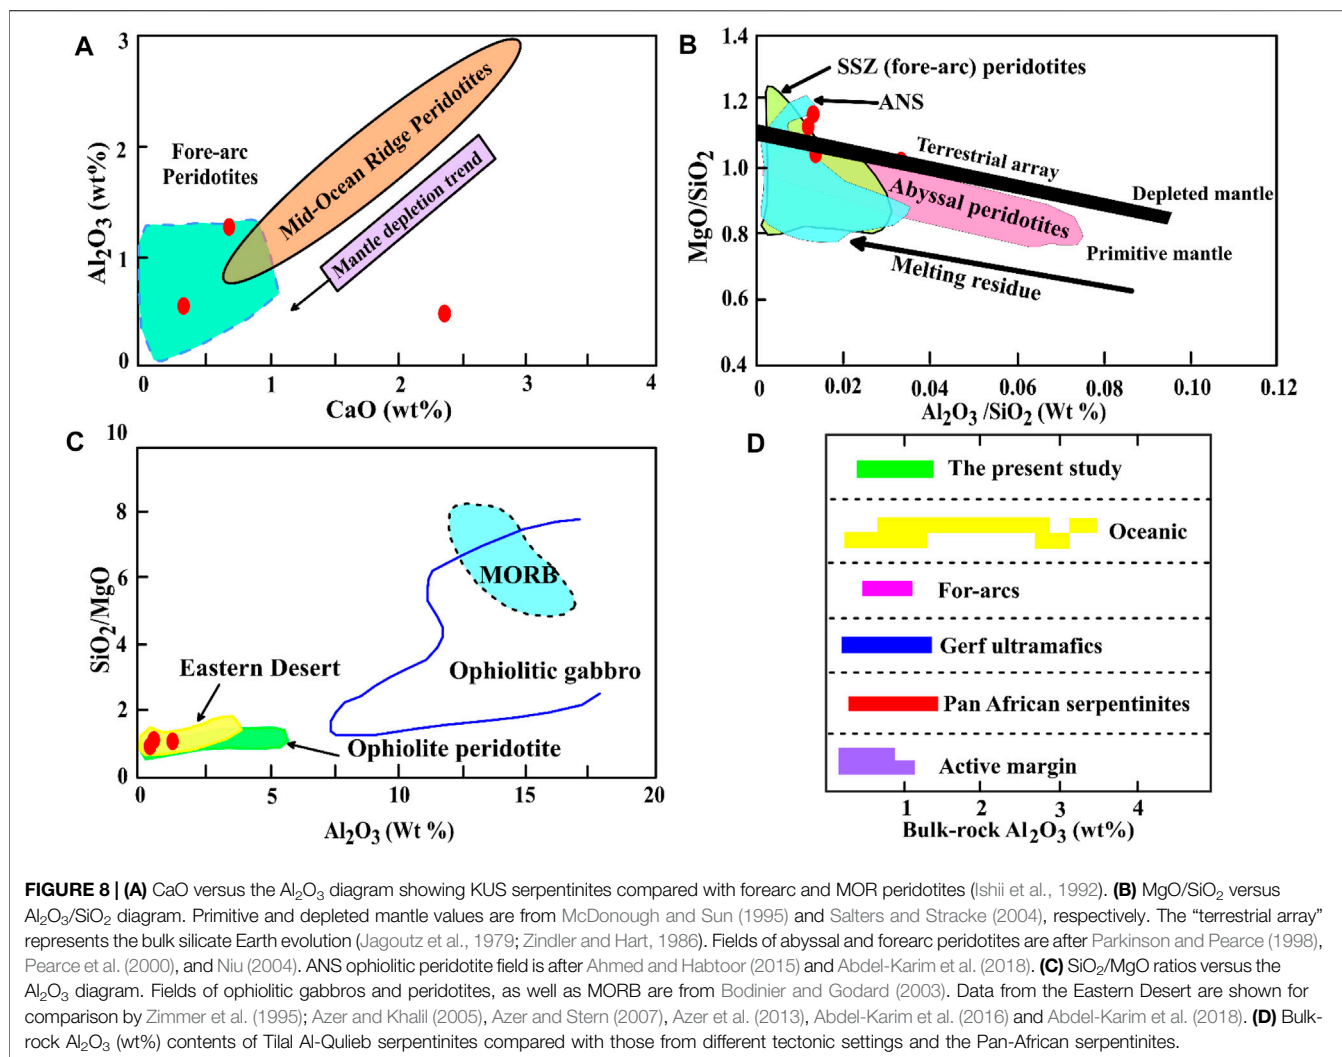 A
3
2
1
0
Al₂O₃ (wt%)
Fore-arc
Peridotites
Mid-Ocean Ridge Peridotites
Mantle depletion trend
0
1
2
3
4
CaO (wt%)
B
SSZ (fore-arc) peridotites
ANS
1.4
1.2
1.0
0.8
0.6
0.4
MgO/SiO₂
Terrestrial array
Depleted mantle
Abyssal peridotites
Primitive mantle
Melting residue
0
0.02
0.04
0.06
0.08
0.10
0.12
Al₂O₃ /SiO₂ (Wt %)
C
10
8
6
4
2
0
SiO₂/MgO
MORB
Eastern Desert
Ophiolitic gabbro
Ophiolite peridotite
0
5
10
15
20
Al₂O₃ (Wt %)
D
The present study
Oceanic
For-arcs
Gerf ultramafics
Pan African serpentinites
Active margin
1
2
3
4
Bulk-rock Al₂O₃ (wt%)
FIGURE 8 | (A) CaO versus the Al₂O₃ diagram showing KUS serpentinites compared with forearc and MOR peridotites (Ishii et al., 1992). (B) MgO/SiO₂ versus
Al₂O₃/SiO₂ diagram. Primitive and depleted mantle values are from McDonough and Sun (1995) and Salters and Stracke (2004), respectively. The “terrestrial array”
represents the bulk silicate Earth evolution (Jagoutz et al., 1979; Zindler and Hart, 1986). Fields of abyssal and forearc peridotites are after Parkinson and Pearce (1998),
Pearce et al. (2000), and Niu (2004). ANS ophiolitic peridotite field is after Ahmed and Habtoor (2015) and Abdel-Karim et al. (2018). (C) SiO₂/MgO ratios versus the
Al₂O₃ diagram. Fields of ophiolitic gabbros and peridotites, as well as MORB are from Bodinier and Godard (2003). Data from the Eastern Desert are shown for
comparison by Zimmer et al. (1995); Azer and Khalil (2005), Azer and Stern (2007), Azer et al. (2013), Abdel-Karim et al. (2016) and Abdel-Karim et al. (2018). (D) Bulk-
rock Al₂O₃ (wt%) contents of Tilal Al-Qulieb serpentinites compared with those from different tectonic settings and the Pan-African serpentinites.